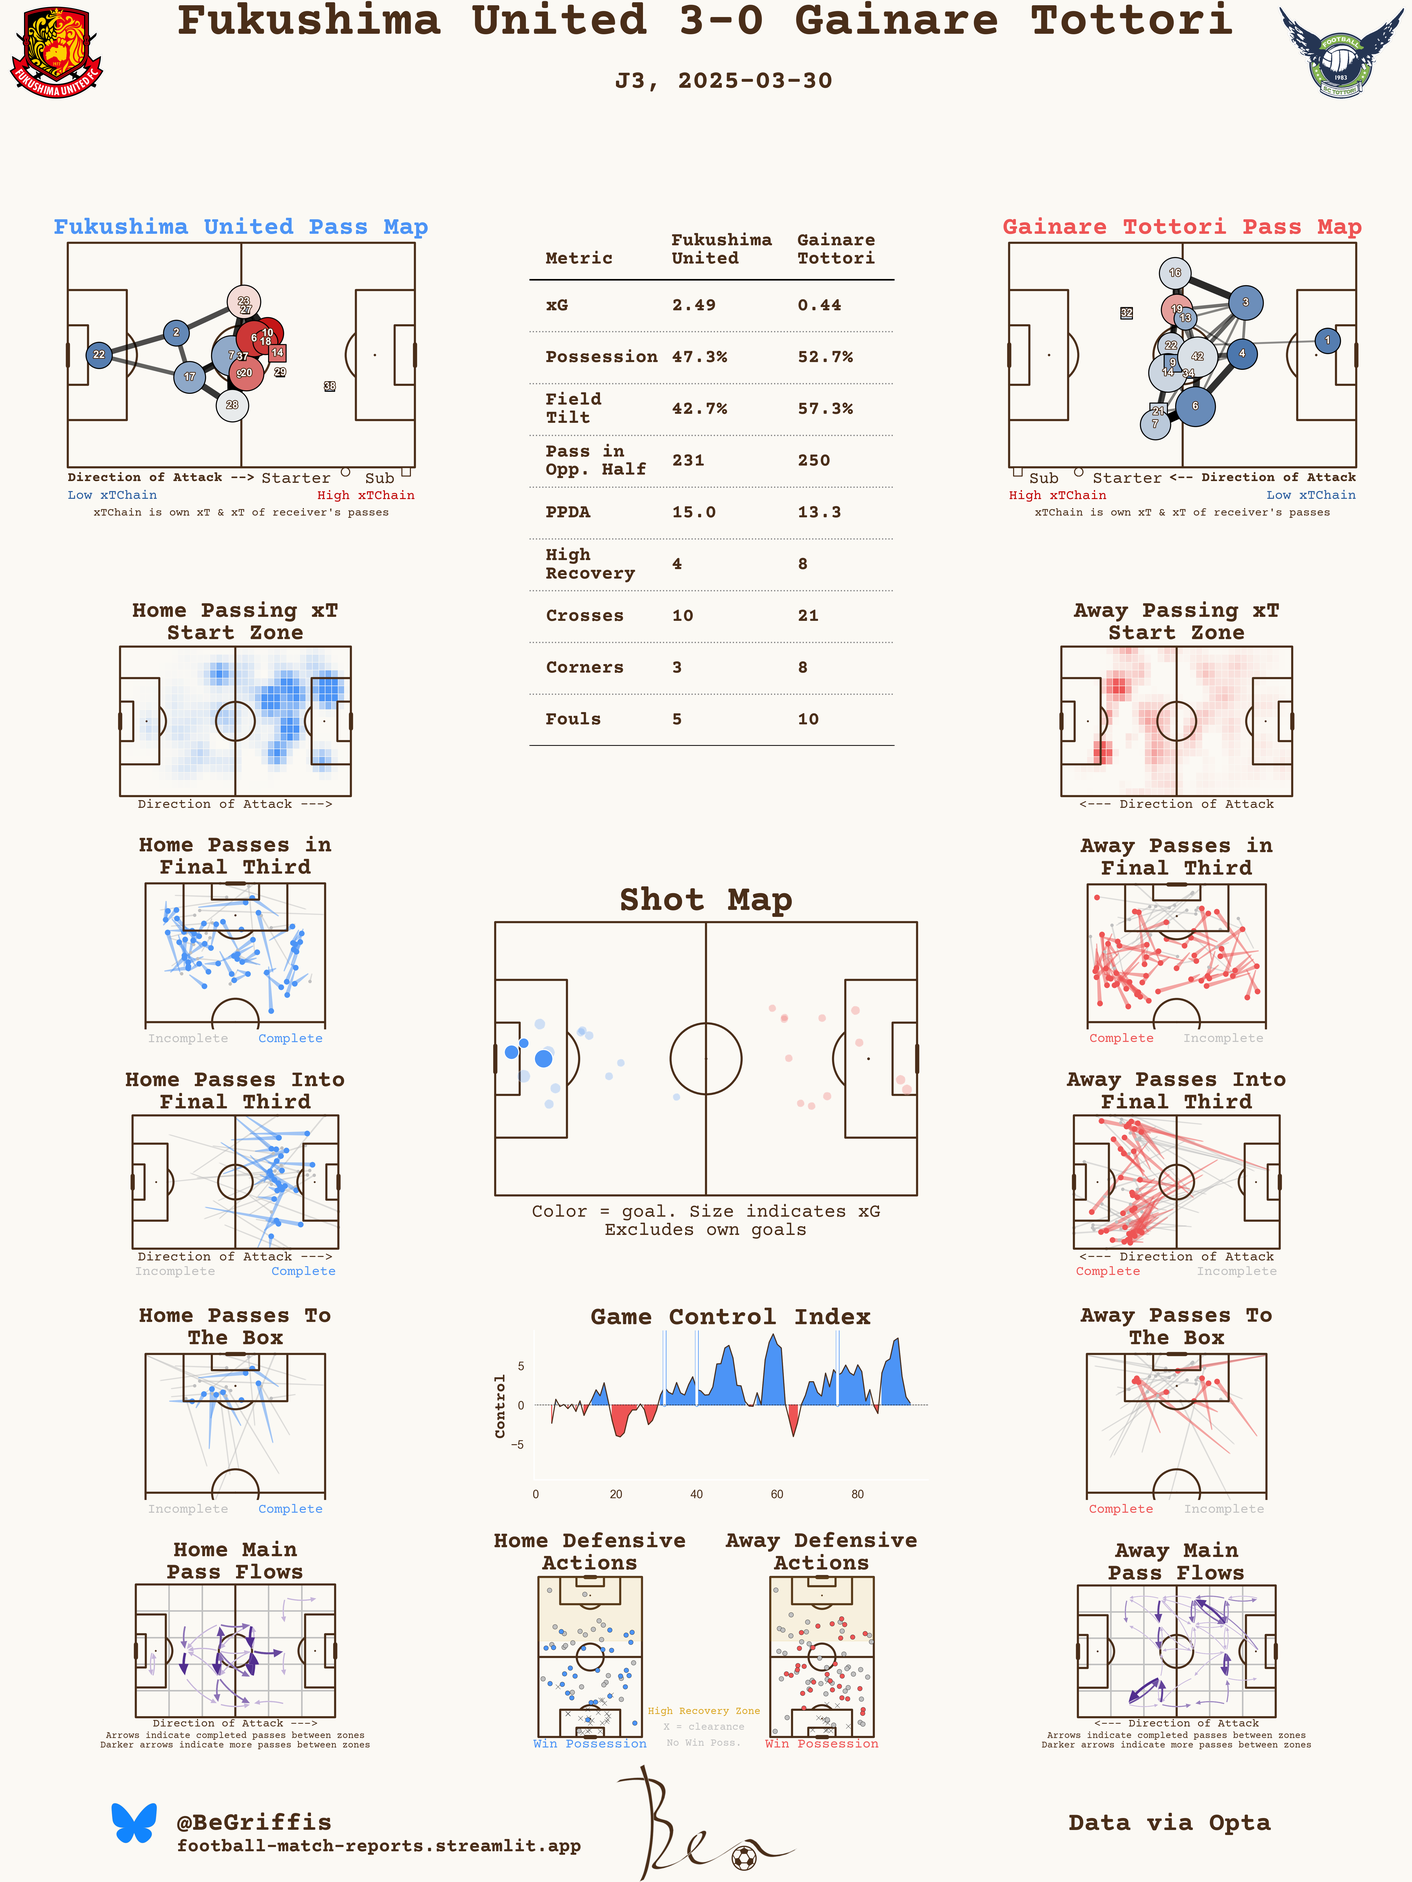 Fukushima United 3-0 Gainare Tottori
J3, 2025-03-30
FUKUSHIMA UNITED FC
FOOTBALL
1983
S.C. TOTTORI
Fukushima United Pass Map
22
2
17
23
27
6
10
18
7
37
14
9
20
29
38
28
Direction of Attack --> Starter Sub
Low xTChain High xTChain
xTChain is own xT & xT of receiver's passes
Metric Fukushima United Gainare Tottori
xG 2.49 0.44
Possession 47.3% 52.7%
Field Tilt 42.7% 57.3%
Pass in Opp. Half 231 250
PPDA 15.0 13.3
High Recovery 4 8
Crosses 10 21
Corners 3 8
Fouls 5 10
Gainare Tottori Pass Map
16
3
32
19
13
1
22
42
4
9
14
34
21
6
7
Sub Starter <-- Direction of Attack
High xTChain Low xTChain
xTChain is own xT & xT of receiver's passes
Home Passing xT
Start Zone
Direction of Attack --->
Away Passing xT
Start Zone
<--- Direction of Attack
Home Passes in
Final Third
Incomplete Complete
Away Passes in
Final Third
Complete Incomplete
Shot Map
Color = goal. Size indicates xG
Excludes own goals
Home Passes Into
Final Third
Direction of Attack --->
Incomplete Complete
Away Passes Into
Final Third
<--- Direction of Attack
Complete Incomplete
Home Passes To
The Box
Incomplete Complete
Game Control Index
Control
5
0
−5
0 20 40 60 80
Away Passes To
The Box
Complete Incomplete
Home Main
Pass Flows
Direction of Attack --->
Arrows indicate completed passes between zones
Darker arrows indicate more passes between zones
Home Defensive
Actions
Win Possession
Away Defensive
Actions
Win Possession
High Recovery Zone
X = clearance
No Win Poss.
Away Main
Pass Flows
<--- Direction of Attack
Arrows indicate completed passes between zones
Darker arrows indicate more passes between zones
@BeGriffis
football-match-reports.streamlit.app
Ben
Data via Opta